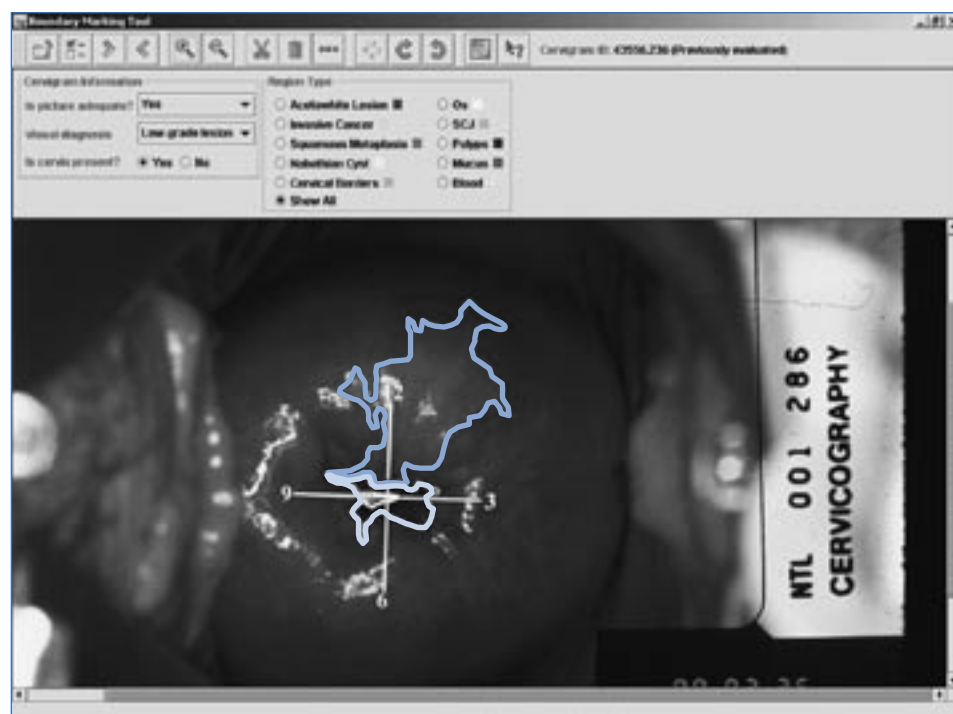 Boundary Marking Tool
Cervigram ID: 43556.236 (Previously evaluated)
Cervigram Information
Is picture adequate? Yes
Visual diagnosis Low grade lesion
Is cervix present? Yes No
Region Type
Acetowhite Lesion Os
Invasive Cancer SCJ
Squamous Metaplasia Polyps
Nabothian Cyst Mucus
Cervical Borders Blood
Show All
9
3
6
NTL 001 286
CERVICOGRAPHY